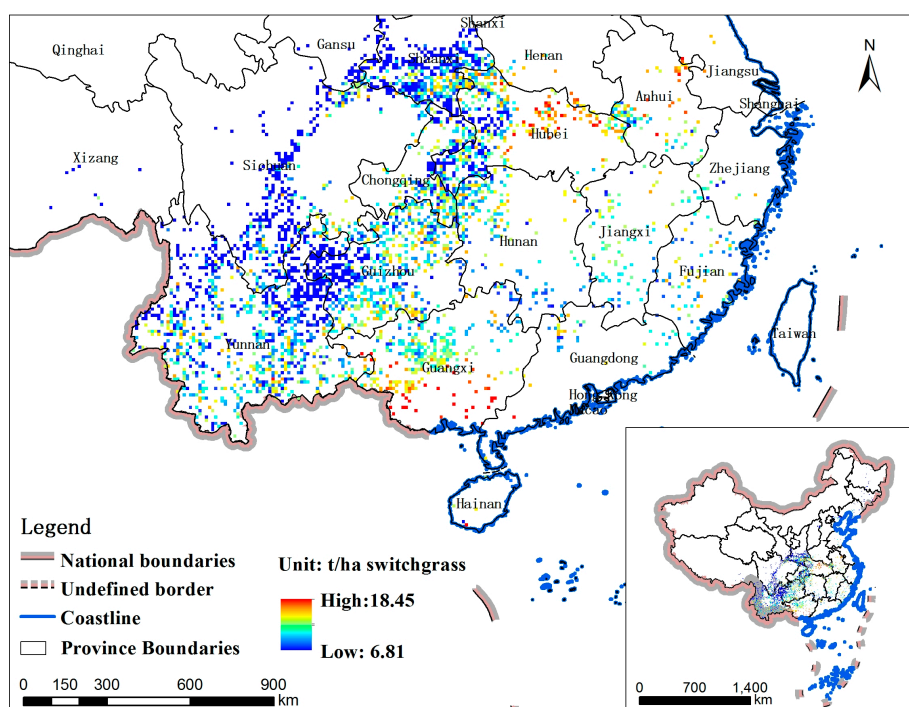 Shanxi
Qinghai
Gansu
Shaanxi
Henan
Jiangsu
Anhui
Shanghai
N
Hubei
Xizang
Sichuan
Chongqing
Zhejiang
Hunan
Jiangxi
Guizhou
Fujian
Yunnan
Taiwan
Guangxi
Guangdong
Hong Kong
Macao
Hainan
Legend
National boundaries
Undefined border
Coastline
Province Boundaries
Unit: t/ha switchgrass
High:18.45
Low: 6.81
0 150 300 600 900
km
0 700 1,400
km